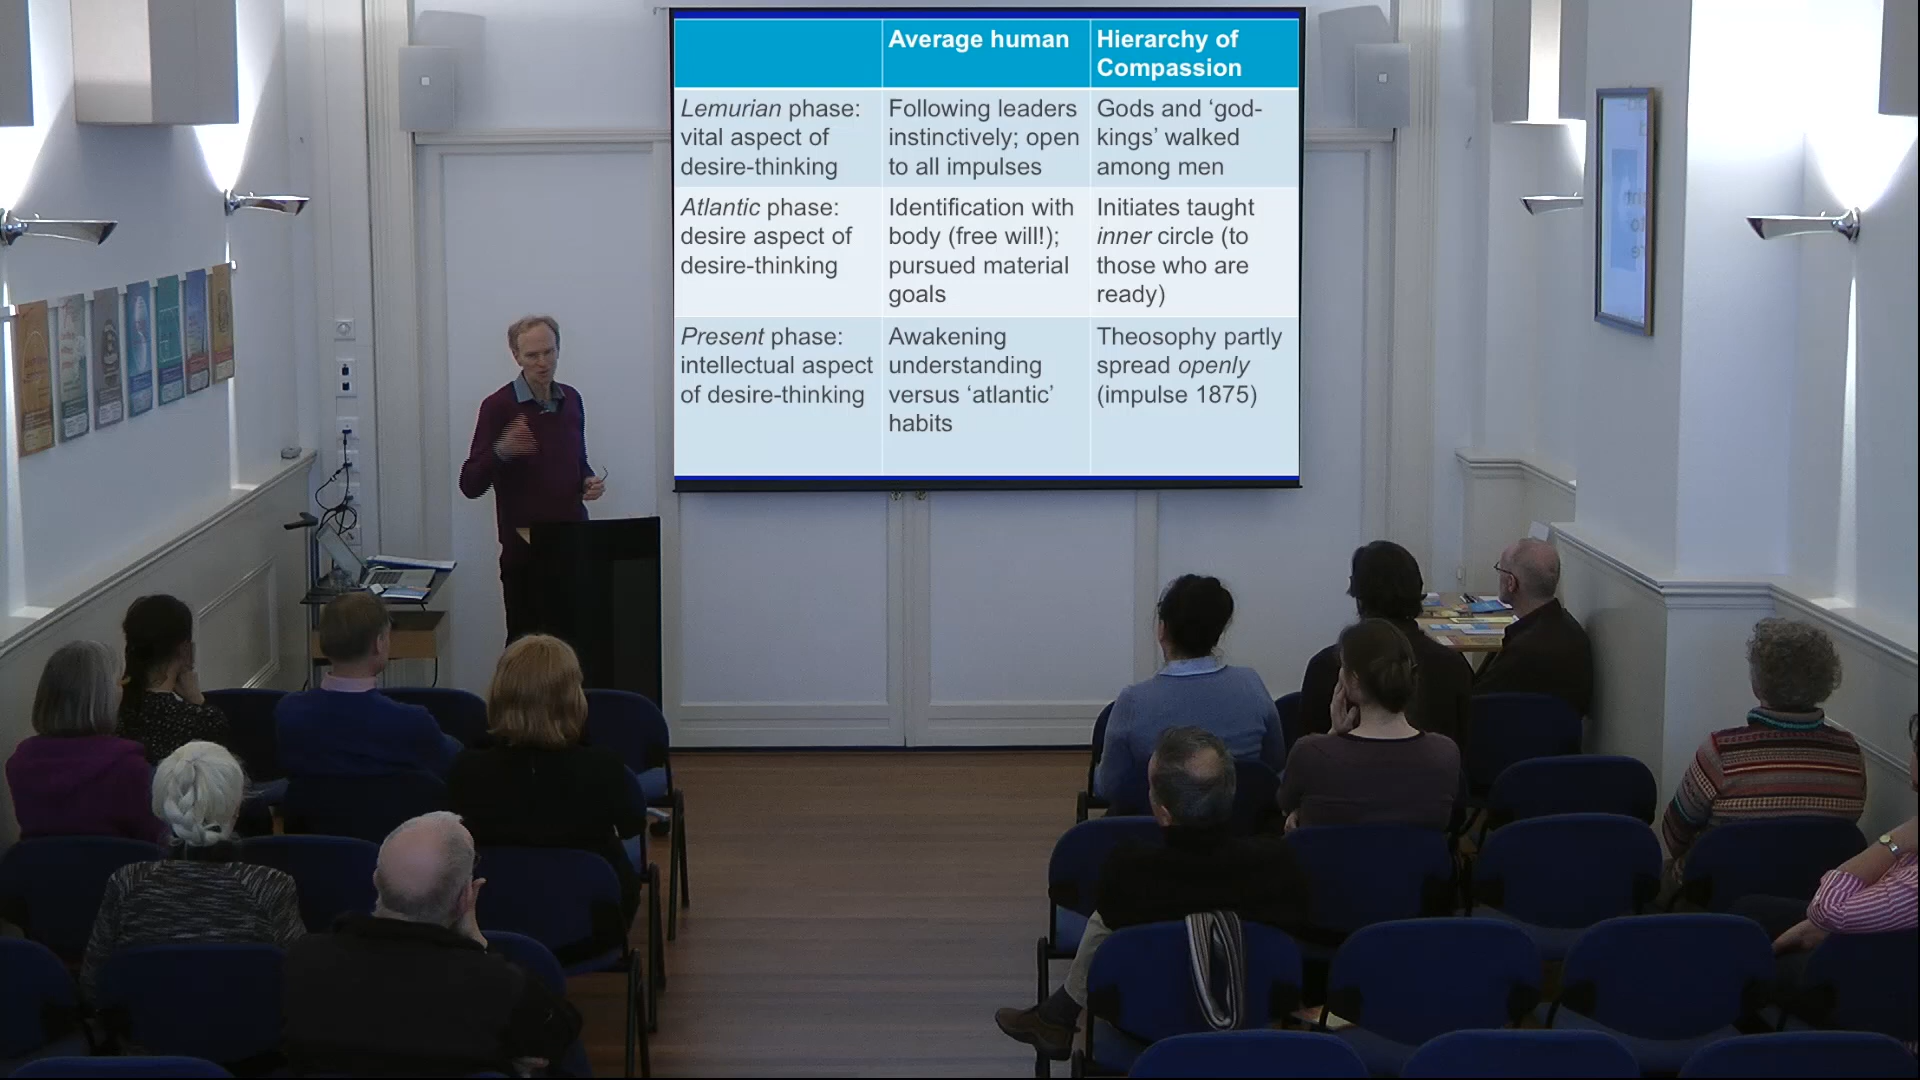 Average human
Hierarchy of
Compassion
Lemurian phase:
vital aspect of
desire-thinking
Following leaders
instinctively; open
to all impulses
Gods and ‘god-
kings’ walked
among men
Atlantic phase:
desire aspect of
desire-thinking
Identification with
body (free will!);
pursued material
goals
Initiates taught
inner circle (to
those who are
ready)
Present phase:
intellectual aspect
of desire-thinking
Awakening
understanding
versus ‘atlantic’
habits
Theosophy partly
spread openly
(impulse 1875)